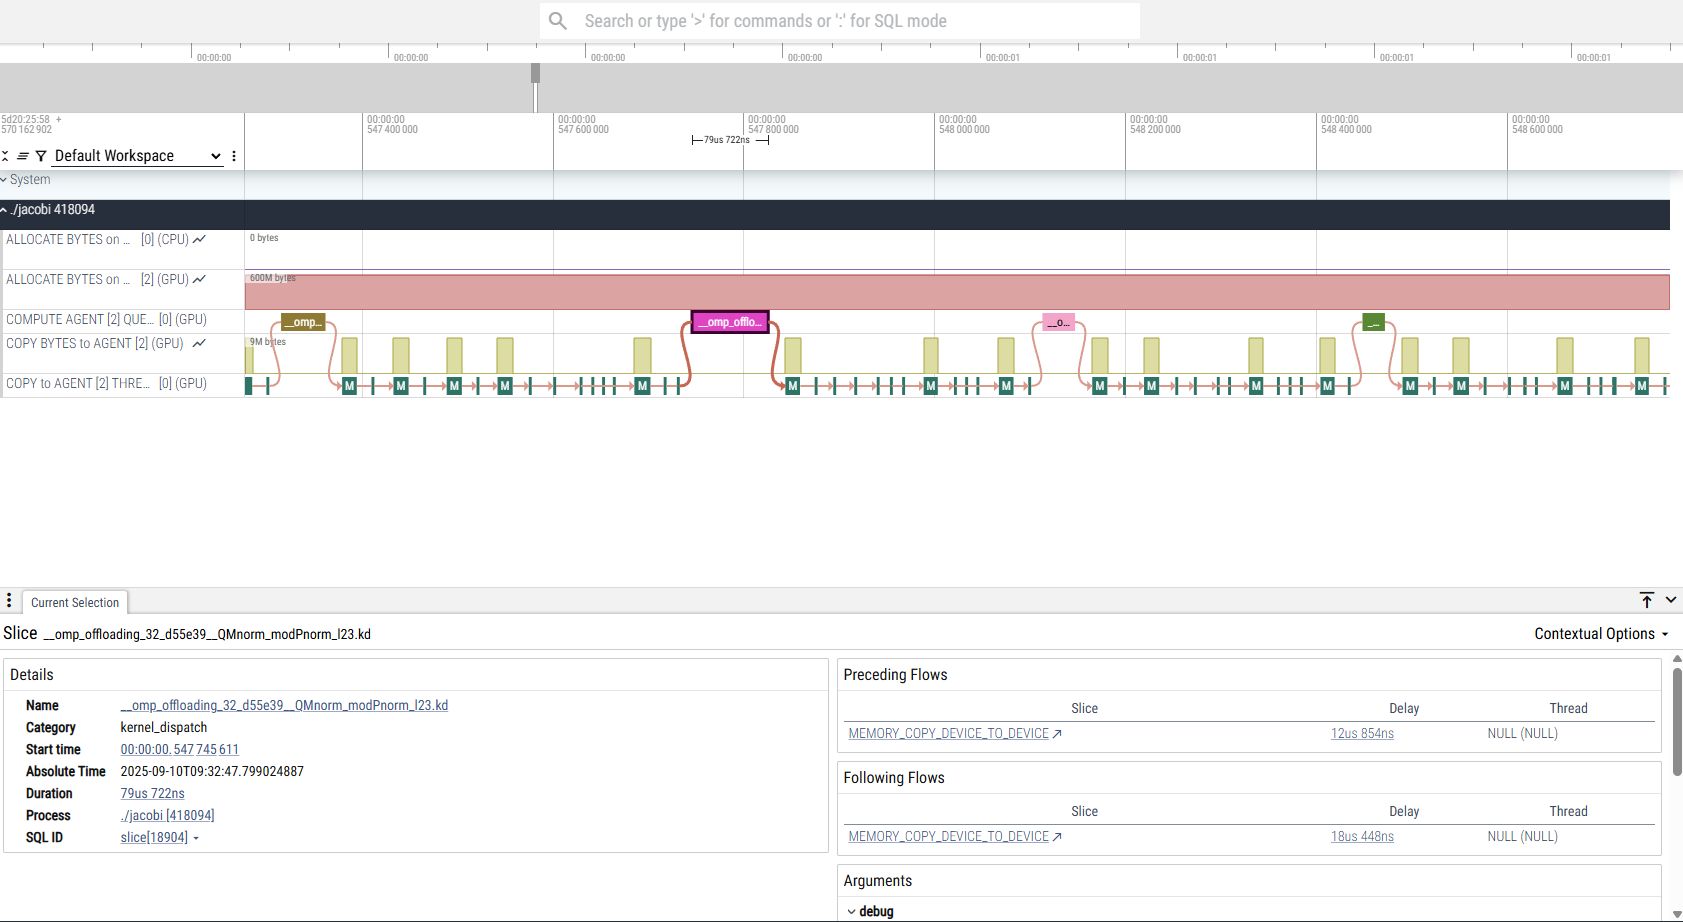 Search or type '>' for commands or ':' for SQL mode
00:00:00 00:00:00 00:00:00 00:00:00 00:00:01 00:00:01 00:00:01 00:00:01
5d20:25:58 +
570 162 902
00:00:00 00:00:00 00:00:00 00:00:00 00:00:00 00:00:00 00:00:00
547 400 000 547 600 000 547 800 000 548 000 000 548 200 000 548 400 000 548 600 000
79us 722ns
Default Workspace
System
./jacobi 418094
ALLOCATE BYTES on ... [0] (CPU) 0 bytes
ALLOCATE BYTES on ... [2] (GPU) 600M bytes
COMPUTE AGENT [2] QUE... [0] (GPU) __omp... __omp_offlo... __o... _...
COPY BYTES to AGENT [2] (GPU) 9M bytes
COPY to AGENT [2] THRE... [0] (GPU) M M M M M M M M M M M M M M M M
Current Selection
Slice __omp_offloading_32_d55e39__QMnorm_modPnorm_l23.kd
Contextual Options
Details
Name __omp_offloading_32_d55e39__QMnorm_modPnorm_l23.kd
Category kernel_dispatch
Start time 00:00:00.547 745 611
Absolute Time 2025-09-10T09:32:47.799024887
Duration 79us 722ns
Process ./jacobi [418094]
SQL ID slice[18904]
Preceding Flows
Slice Delay Thread
MEMORY_COPY_DEVICE_TO_DEVICE 12us 854ns NULL (NULL)
Following Flows
Slice Delay Thread
MEMORY_COPY_DEVICE_TO_DEVICE 18us 448ns NULL (NULL)
Arguments
debug